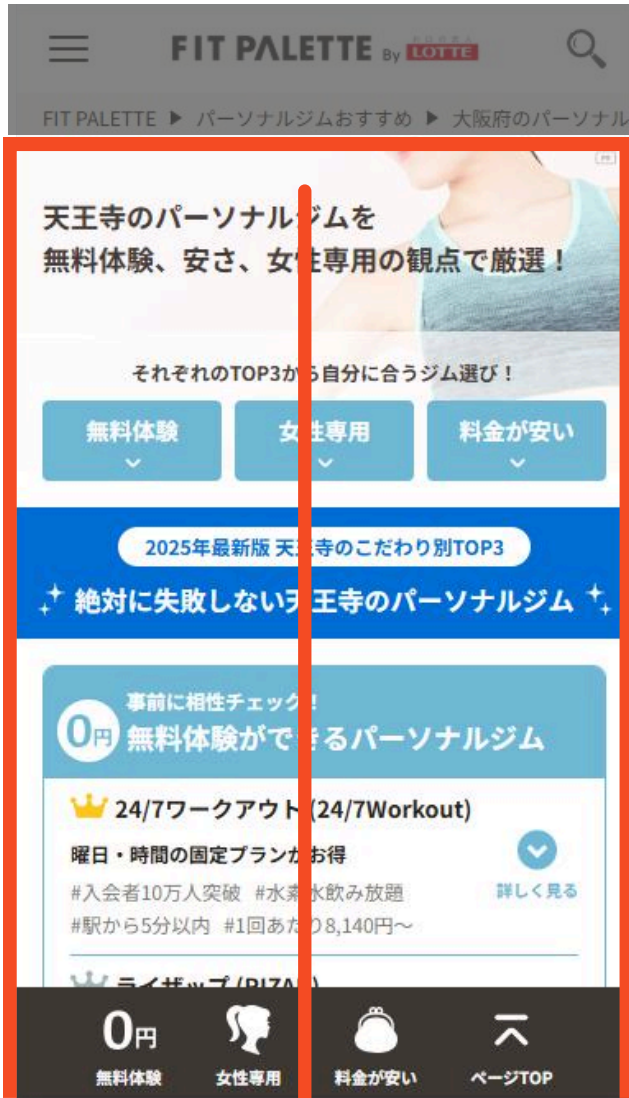 FIT PALETTE By KOREA LOTTE
FIT PALETTE ▶ パーソナルジムおすすめ ▶ 大阪府のパーソナル
PR
天王寺のパーソナルジムを
無料体験、安さ、女性専用の観点で厳選！
それぞれのTOP3から自分に合うジム選び！
無料体験 女性専用 料金が安い
2025年最新版 天王寺のこだわり別TOP3
絶対に失敗しない天王寺のパーソナルジム
事前に相性チェック！
0円 無料体験ができるパーソナルジム
24/7ワークアウト (24/7Workout)
曜日・時間の固定プランがお得
#入会者10万人突破 #水素水飲み放題 詳しく見る
#駅から5分以内 #1回あたり8,140円〜
ライザップ (RIZAP)
0円
無料体験 女性専用 料金が安い ページTOP